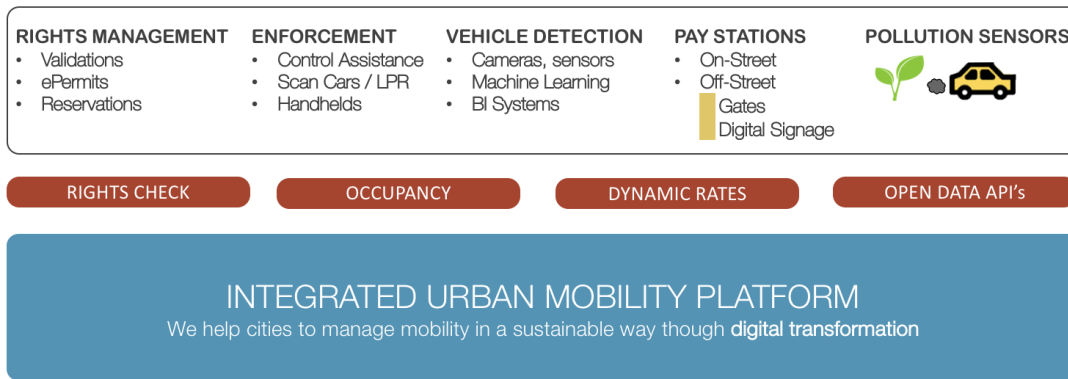 RIGHTS MANAGEMENT
• Validations
• ePermits
• Reservations
ENFORCEMENT
• Control Assistance
• Scan Cars / LPR
• Handhelds
VEHICLE DETECTION
• Cameras, sensors
• Machine Learning
• BI Systems
PAY STATIONS
• On-Street
• Off-Street
Gates
Digital Signage
POLLUTION SENSORS
RIGHTS CHECK
OCCUPANCY
DYNAMIC RATES
OPEN DATA API's
INTEGRATED URBAN MOBILITY PLATFORM
We help cities to manage mobility in a sustainable way though digital transformation